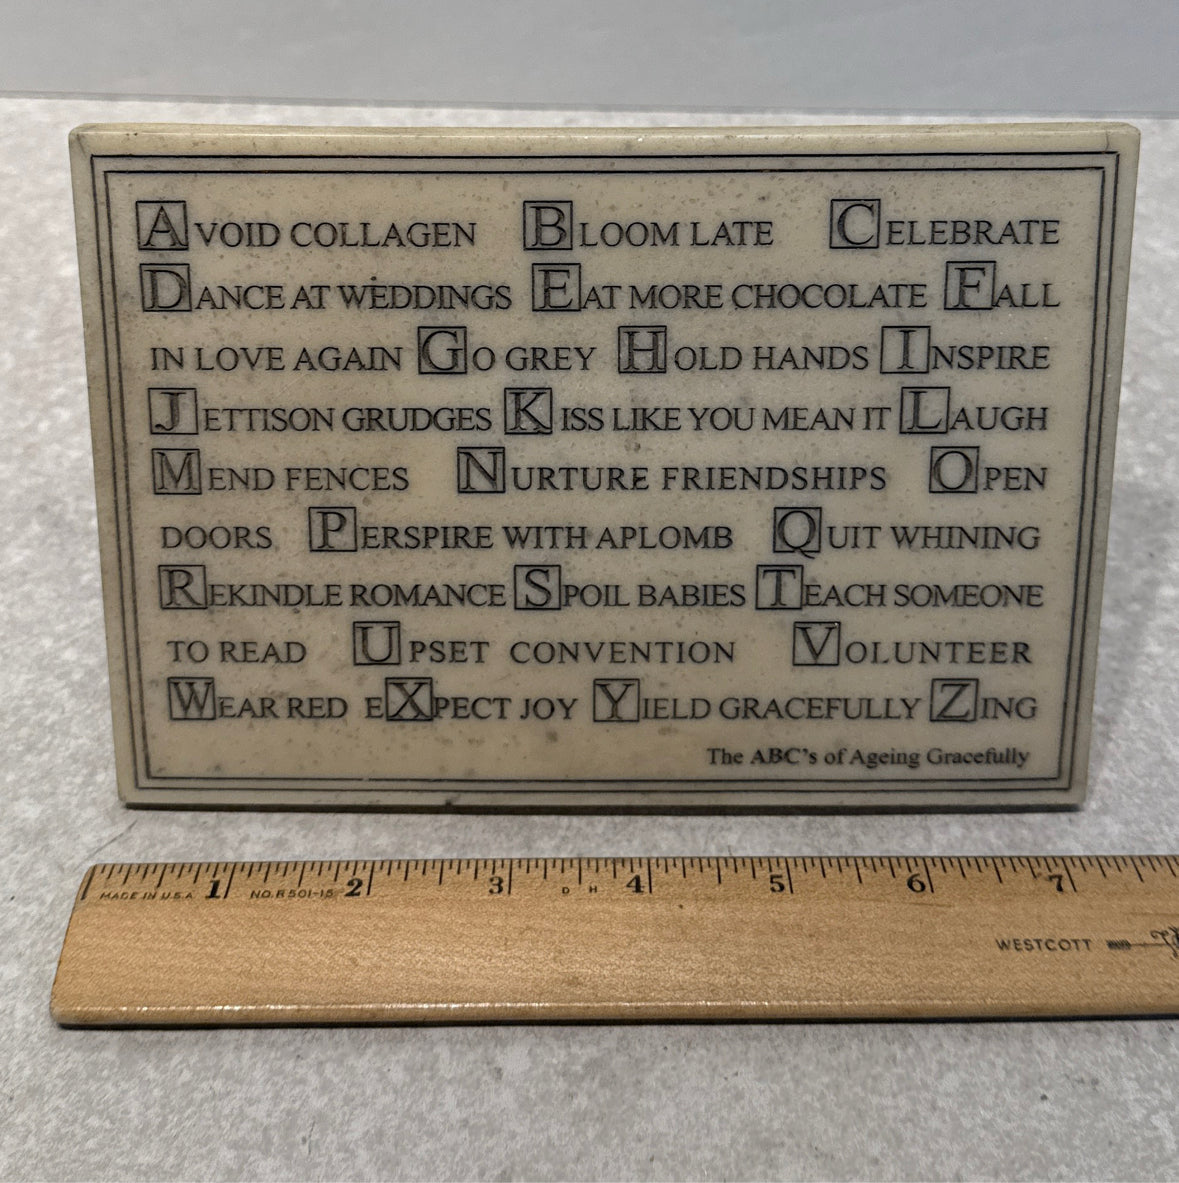 AVOID COLLAGEN BLOOM LATE CELEBRATE
DANCE AT WEDDINGS EAT MORE CHOCOLATE FALL
IN LOVE AGAIN GO GREY HOLD HANDS INSPIRE
JETTISON GRUDGES KISS LIKE YOU MEAN IT LAUGH
MEND FENCES NURTURE FRIENDSHIPS OPEN
DOORS PERSPIRE WITH APLOMB QUIT WHINING
REKINDLE ROMANCE SPOIL BABIES TEACH SOMEONE
TO READ UPSET CONVENTION VOLUNTEER
WEAR RED EXPECT JOY YIELD GRACEFULLY ZING
The ABC's of Ageing Gracefully
1 2 3 4 5 6 7
MADE IN U.S.A NO. R501-15 D H
WESTCOTT